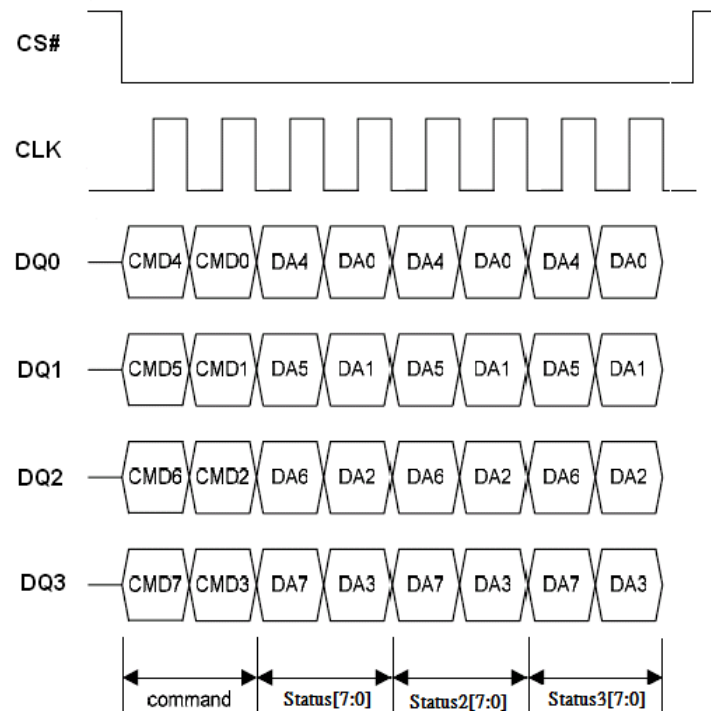 CS#
CLK
DQ0 CMD4 CMD0 DA4 DA0 DA4 DA0 DA4 DA0
DQ1 CMD5 CMD1 DA5 DA1 DA5 DA1 DA5 DA1
DQ2 CMD6 CMD2 DA6 DA2 DA6 DA2 DA6 DA2
DQ3 CMD7 CMD3 DA7 DA3 DA7 DA3 DA7 DA3
command Status[7:0] Status2[7:0] Status3[7:0]